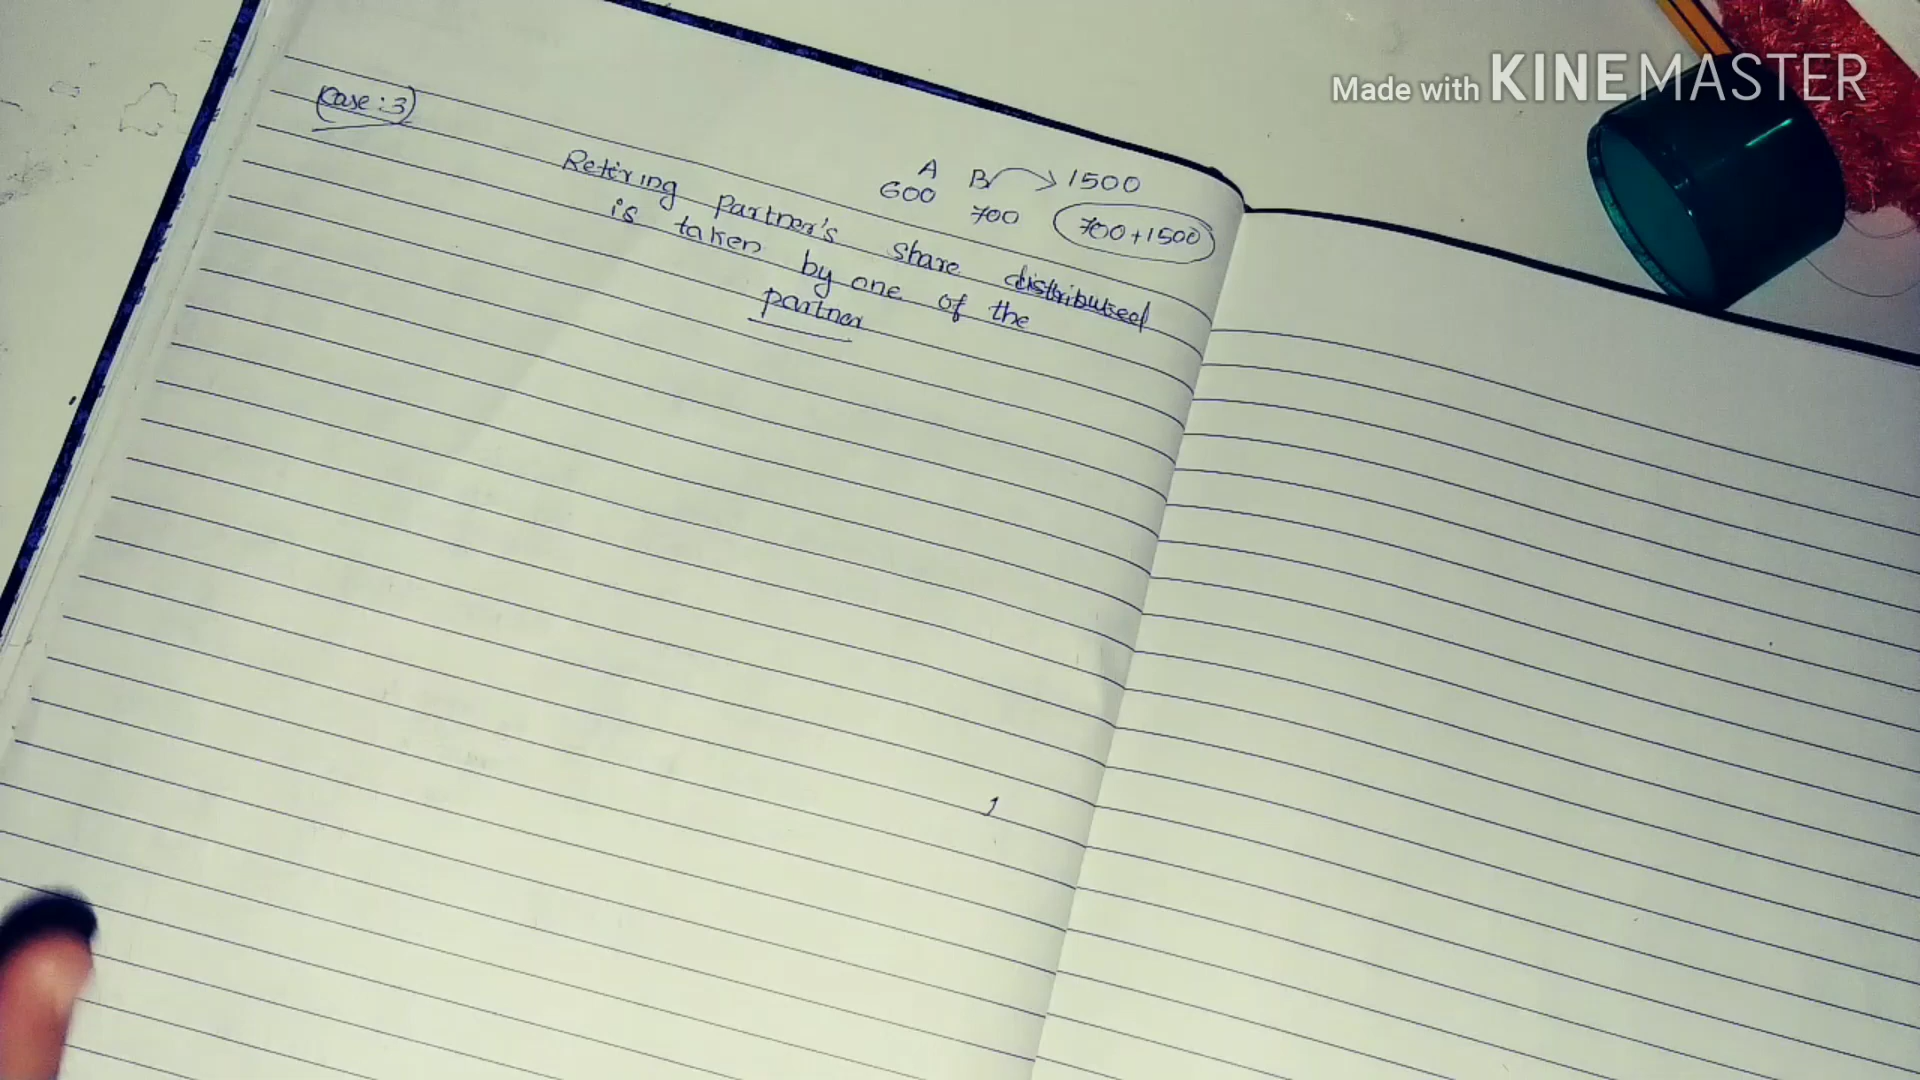 Made with KINEMASTER
Case : 3
A B → 1500
600 700 700+1500
Retiring partner's share distributed
is taken by one of the
partner
1